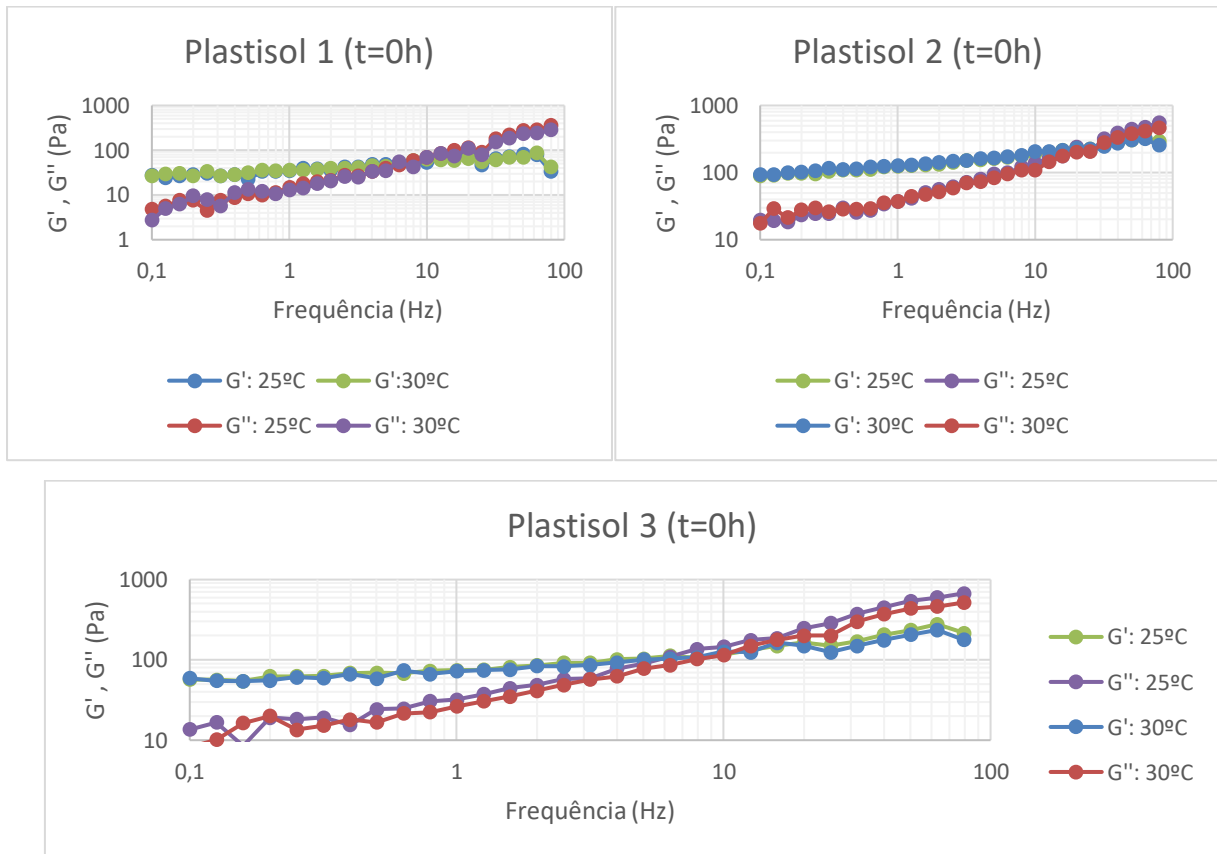 Plastisol 1 (t=0h)
G' , G'' (Pa)
1000
100
10
1
0,1 1 10 100
Frequência (Hz)
G': 25ºC G':30ºC
G'': 25ºC G'': 30ºC
Plastisol 2 (t=0h)
G' , G'' (Pa)
1000
100
10
0,1 1 10 100
Frequência (Hz)
G': 25ºC G'': 25ºC
G': 30ºC G'': 30ºC
Plastisol 3 (t=0h)
G' , G'' (Pa)
1000
100
10
0,1 1 10 100
Frequência (Hz)
G': 25ºC
G'': 25ºC
G': 30ºC
G'': 30ºC